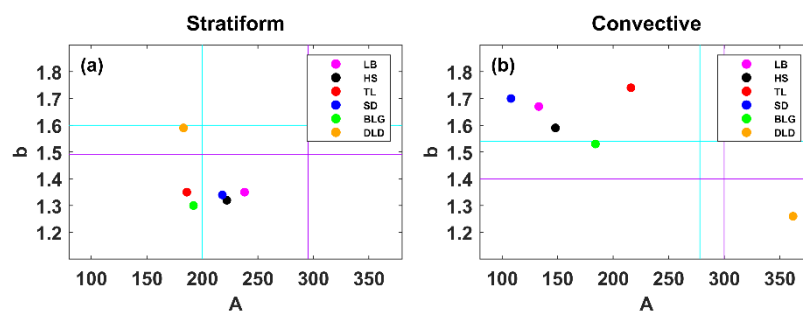 Stratiform
(a)
LB
HS
TL
SD
BLG
DLD
1.8
1.7
1.6
1.5
1.4
1.3
1.2
b
100 150 200 250 300 350
A
Convective
(b)
LB
HS
TL
SD
BLG
DLD
1.8
1.7
1.6
1.5
1.4
1.3
1.2
b
100 150 200 250 300 350
A